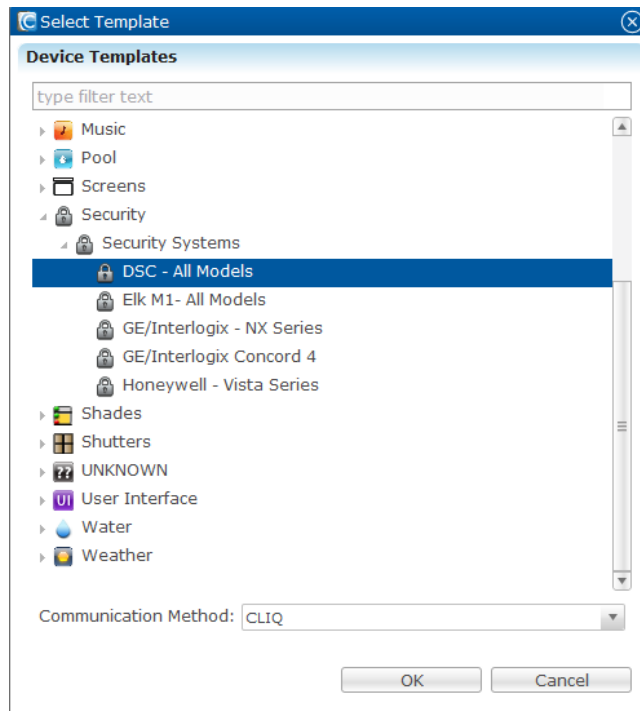 Select Template
Device Templates
type filter text
Music
Pool
Screens
Security
Security Systems
DSC - All Models
Elk M1- All Models
GE/Interlogix - NX Series
GE/Interlogix Concord 4
Honeywell - Vista Series
Shades
Shutters
?? UNKNOWN
UI User Interface
Water
Weather
Communication Method: CLIQ
OK Cancel